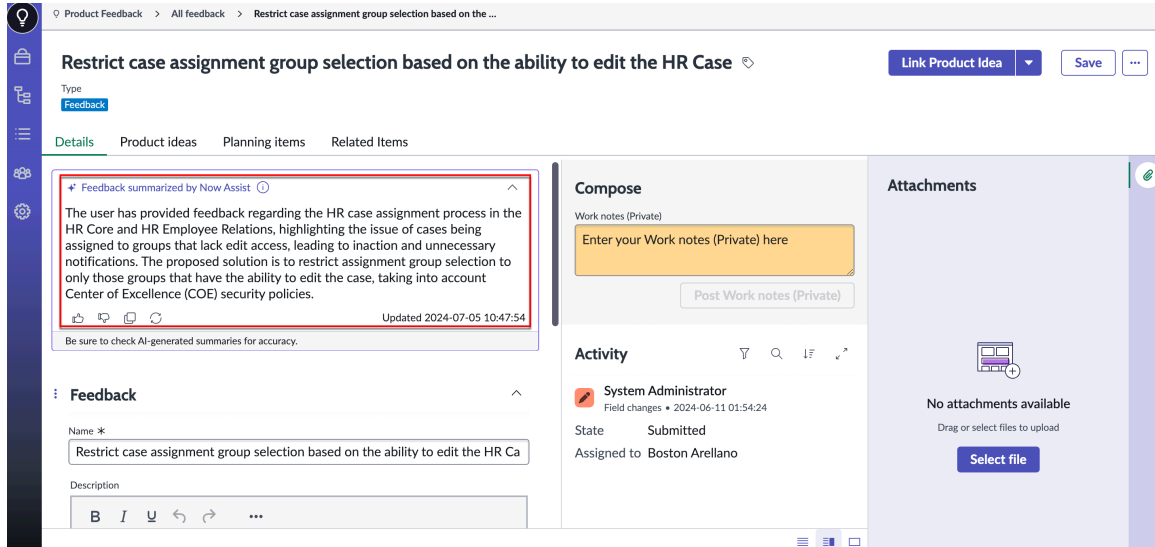 Product Feedback > All feedback > Restrict case assignment group selection based on the ...
Restrict case assignment group selection based on the ability to edit the HR Case
Link Product Idea
Save
Type
Feedback
Details Product ideas Planning items Related Items
Feedback summarized by Now Assist
The user has provided feedback regarding the HR case assignment process in the
HR Core and HR Employee Relations, highlighting the issue of cases being
assigned to groups that lack edit access, leading to inaction and unnecessary
notifications. The proposed solution is to restrict assignment group selection to
only those groups that have the ability to edit the case, taking into account
Center of Excellence (COE) security policies.
Updated 2024-07-05 10:47:54
Be sure to check AI-generated summaries for accuracy.
Feedback
Name *
Restrict case assignment group selection based on the ability to edit the HR Ca
Description
B I U ...
Compose
Work notes (Private)
Enter your Work notes (Private) here
Post Work notes (Private)
Activity
System Administrator
Field changes • 2024-06-11 01:54:24
State Submitted
Assigned to Boston Arellano
Attachments
No attachments available
Drag or select files to upload
Select file